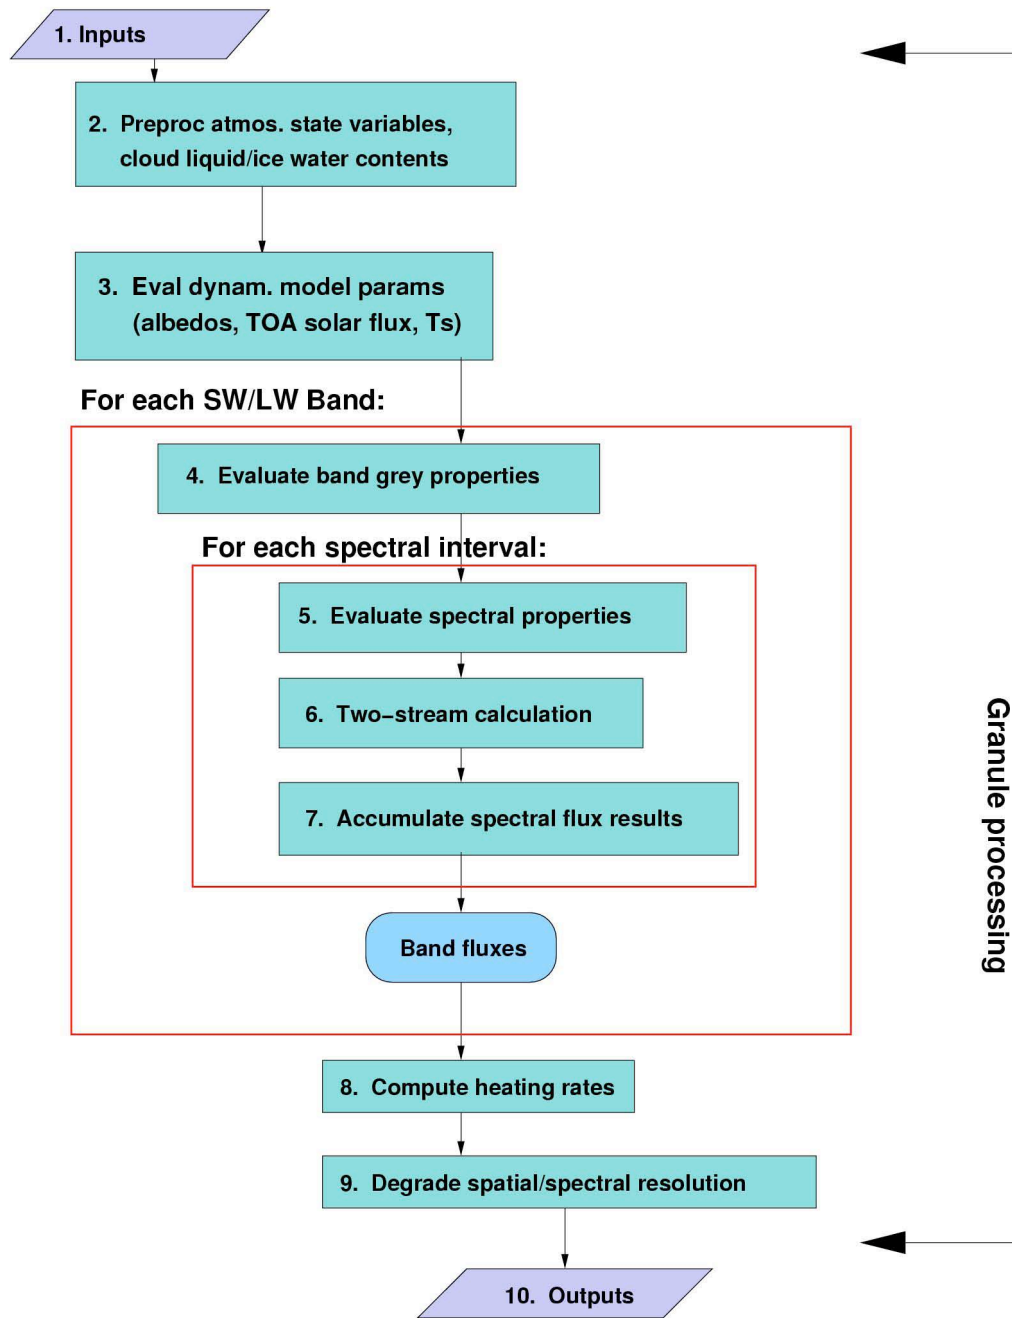 1. Inputs
2. Preproc atmos. state variables,
cloud liquid/ice water contents
3. Eval dynam. model params
(albedos, TOA solar flux, Ts)
For each SW/LW Band:
4. Evaluate band grey properties
For each spectral interval:
5. Evaluate spectral properties
6. Two−stream calculation
7. Accumulate spectral flux results
Band fluxes
8. Compute heating rates
9. Degrade spatial/spectral resolution
10. Outputs
Granule processing